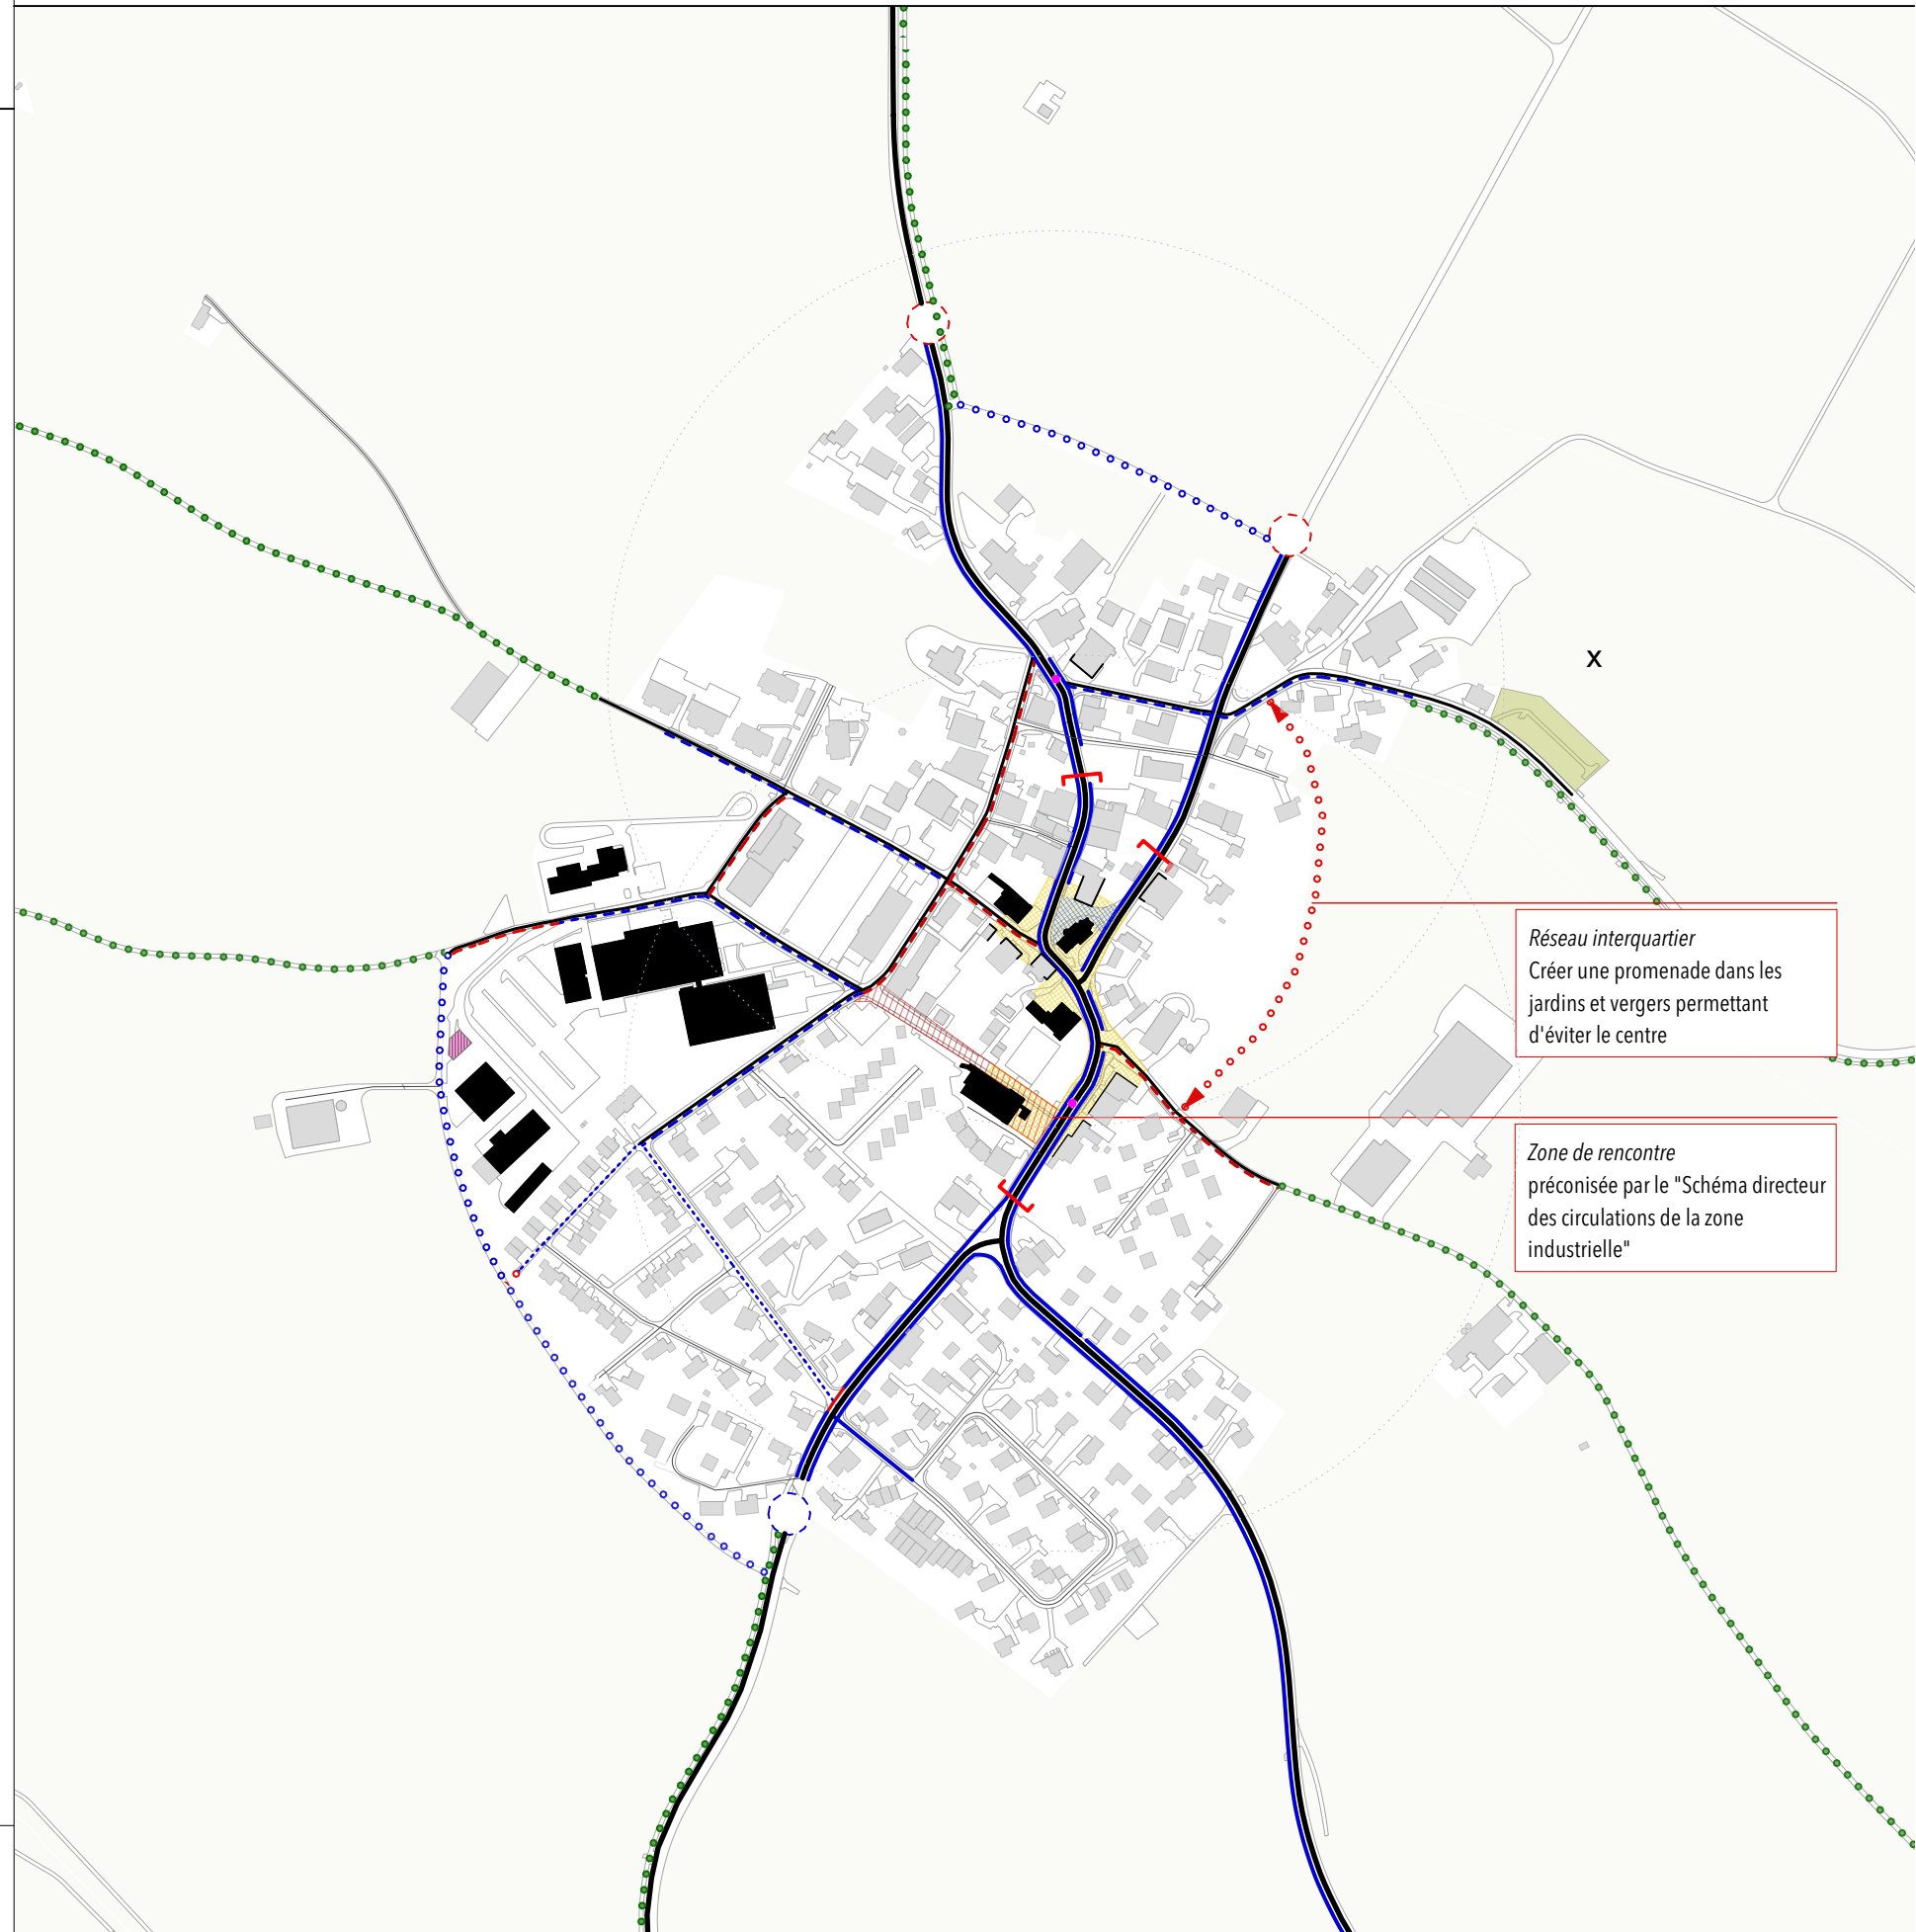 x
Réseau interquartier
Créer une promenade dans les
jardins et vergers permettant
d'éviter le centre
Zone de rencontre
préconisée par le "Schéma directeur
des circulations de la zone
industrielle"